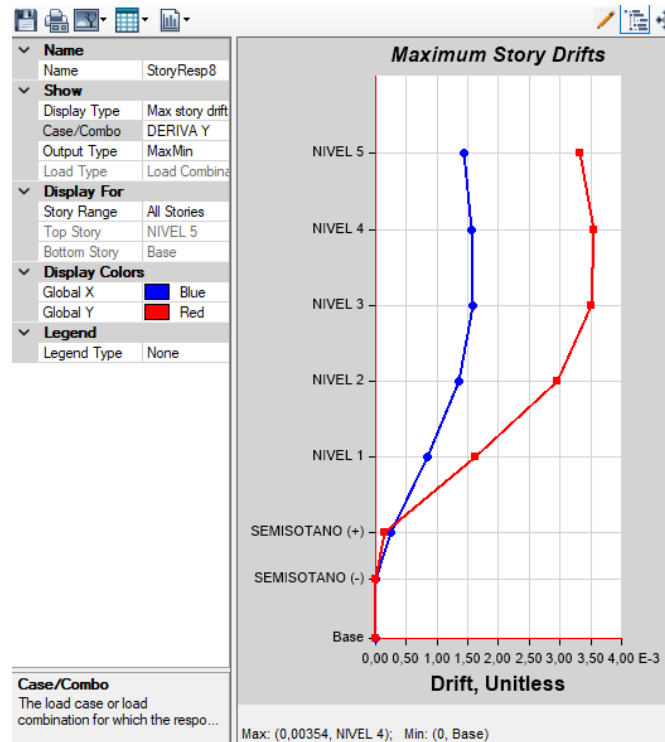 Name
Name StoryResp8
Show
Display Type Max story drift
Case/Combo DERIVA Y
Output Type MaxMin
Load Type Load Combina
Display For
Story Range All Stories
Top Story NIVEL 5
Bottom Story Base
Display Colors
Global X Blue
Global Y Red
Legend
Legend Type None
Case/Combo
The load case or load
combination for which the respo...
Maximum Story Drifts
NIVEL 5
NIVEL 4
NIVEL 3
NIVEL 2
NIVEL 1
SEMISOTANO (+)
SEMISOTANO (-)
Base
0,00 0,50 1,00 1,50 2,00 2,50 3,00 3,50 4,00 E-3
Drift, Unitless
Max: (0,00354, NIVEL 4); Min: (0, Base)